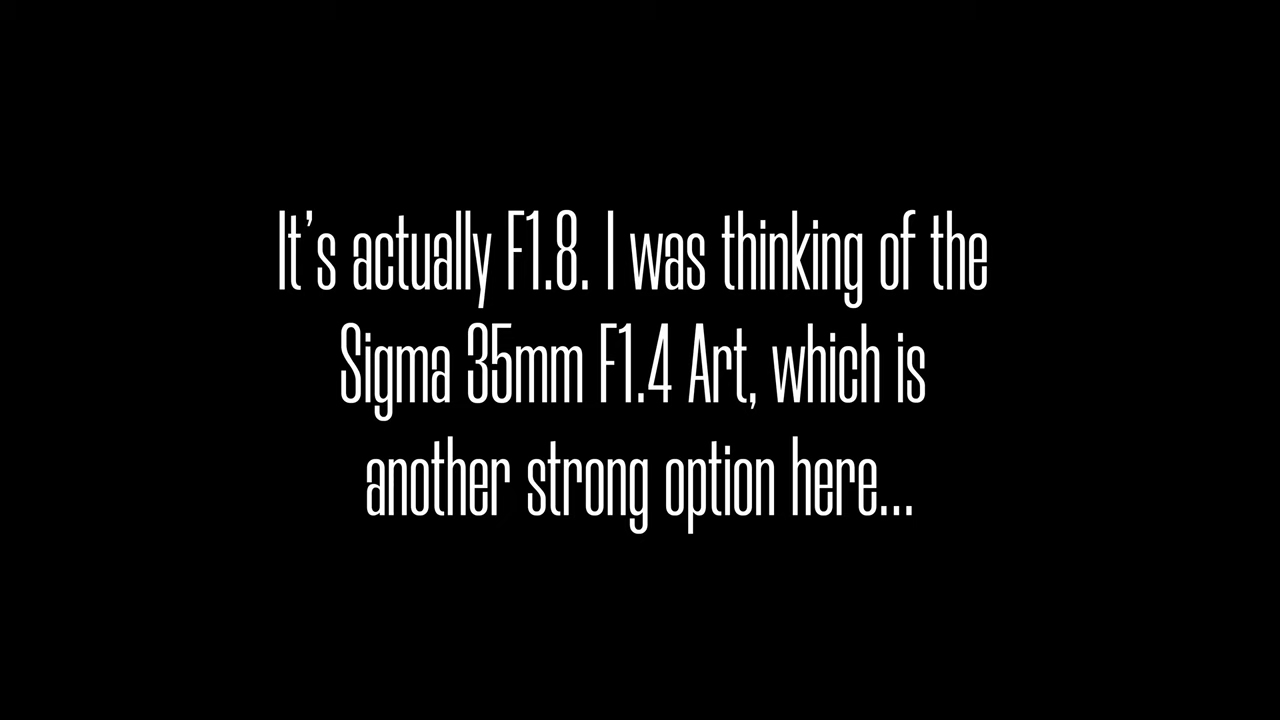 It’s actually F1.8. I was thinking of the
Sigma 35mm F1.4 Art, which is
another strong option here...